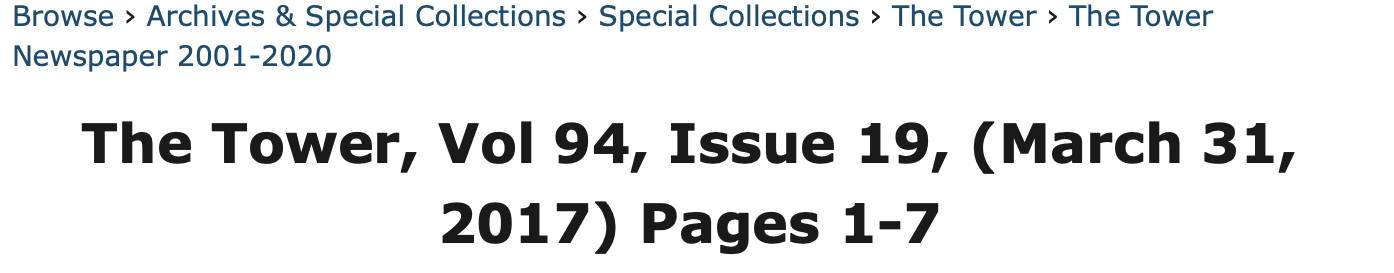 Browse › Archives & Special Collections › Special Collections › The Tower › The Tower
Newspaper 2001-2020
The Tower, Vol 94, Issue 19, (March 31,
2017) Pages 1-7